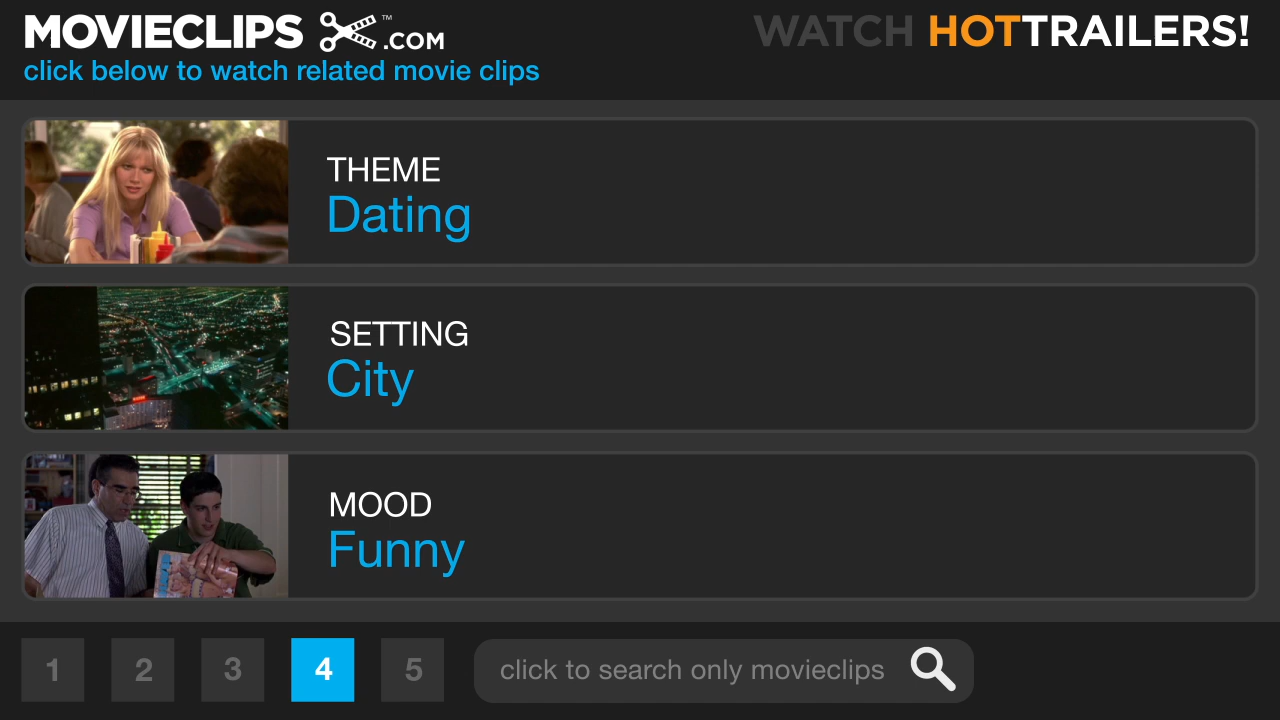 MOVIECLIPS ™ .COM
WATCH HOTTRAILERS!
click below to watch related movie clips
THEME
Dating
SETTING
City
MOOD
Funny
1 2 3 4 5
click to search only movieclips